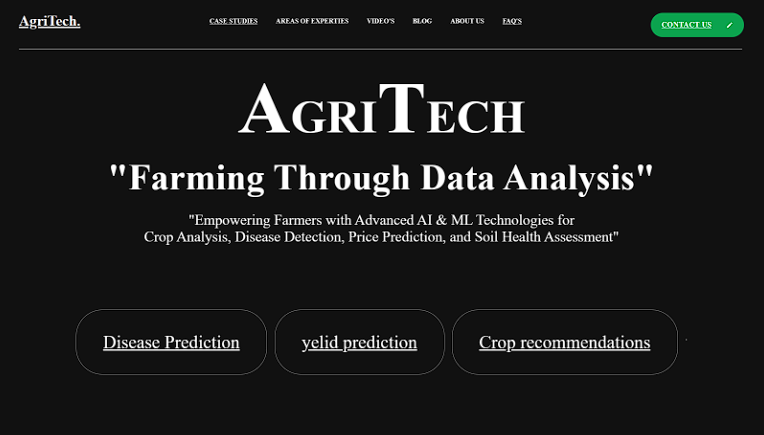 AgriTech.
CASE STUDIES
AREAS OF EXPERTIES
VIDEO'S
BLOG
ABOUT US
FAQ'S
CONTACT US
AGRITECH
"Farming Through Data Analysis"
"Empowering Farmers with Advanced AI & ML Technologies for
Crop Analysis, Disease Detection, Price Prediction, and Soil Health Assessment"
Disease Prediction
yelid prediction
Crop recommendations